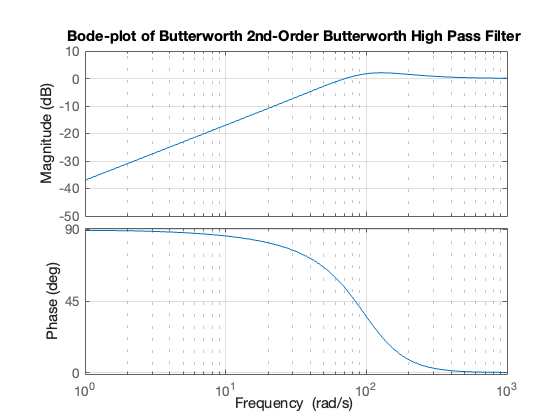 Bode-plot of Butterworth 2nd-Order Butterworth High Pass Filter
10
0
-10
-20
-30
-40
-50
Magnitude (dB)
90
45
0
Phase (deg)
10^0 10^1 10^2 10^3
Frequency (rad/s)